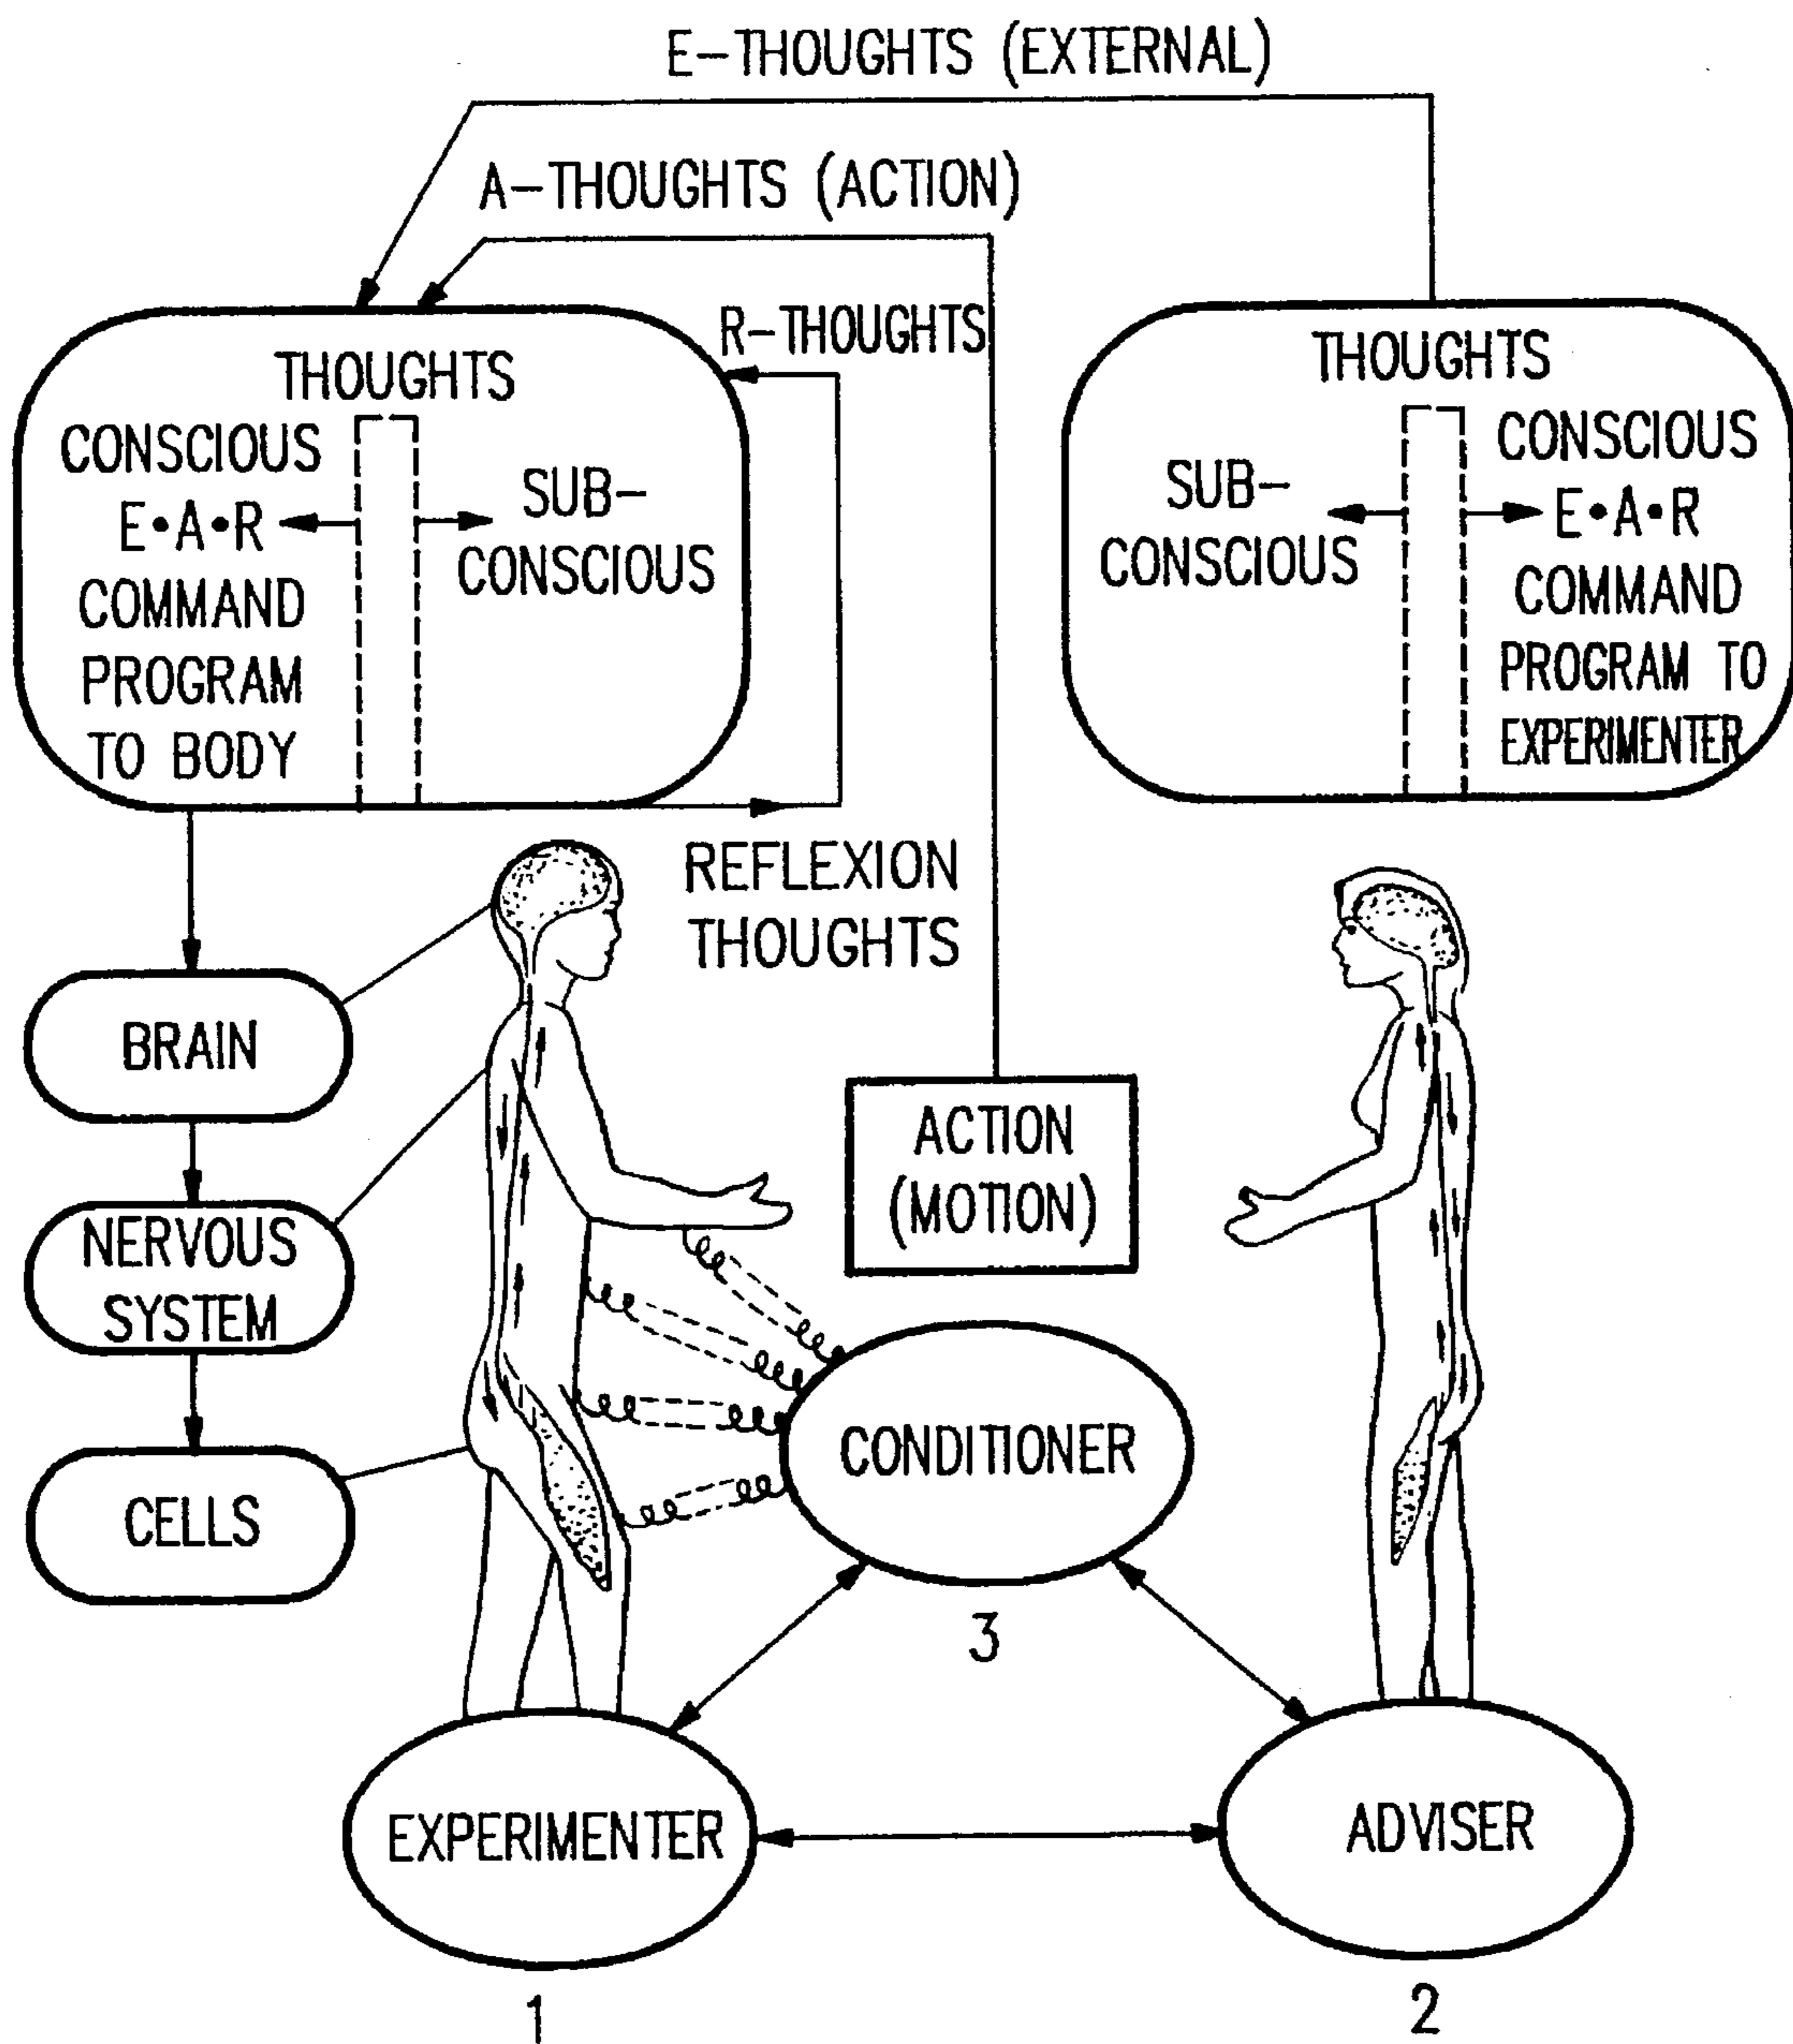 E-THOUGHTS (EXTERNAL)
A-THOUGHTS (ACTION)
R-THOUGHTS
THOUGHTS
CONSCIOUS
E•A•R
COMMAND
PROGRAM
TO BODY
SUB-
CONSCIOUS
THOUGHTS
SUB-
CONSCIOUS
CONSCIOUS
E•A•R
COMMAND
PROGRAM TO
EXPERIMENTER
REFLEXION
THOUGHTS
BRAIN
NERVOUS
SYSTEM
CELLS
ACTION
(MOTION)
CONDITIONER
3
EXPERIMENTER
1
ADVISER
2